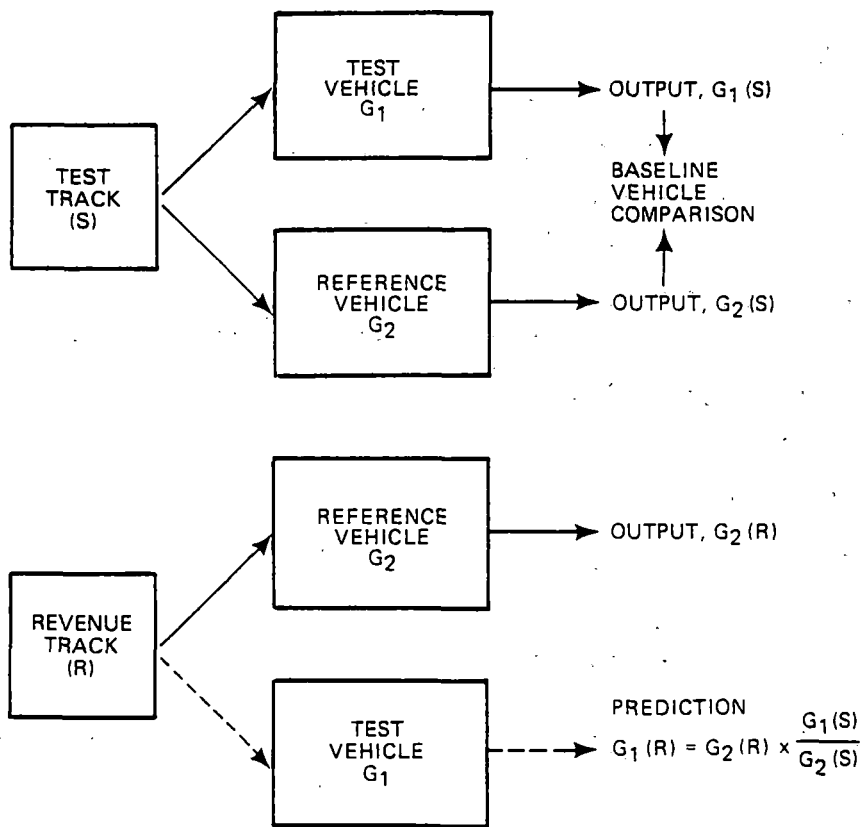 TEST
VEHICLE
G1
OUTPUT, G1(S)
TEST
TRACK
(S)
BASELINE
VEHICLE
COMPARISON
REFERENCE
VEHICLE
G2
OUTPUT, G2(S)
REFERENCE
VEHICLE
G2
OUTPUT, G2(R)
REVENUE
TRACK
(R)
TEST
VEHICLE
G1
PREDICTION
G1(R) = G2(R) × G1(S)
G2(S)